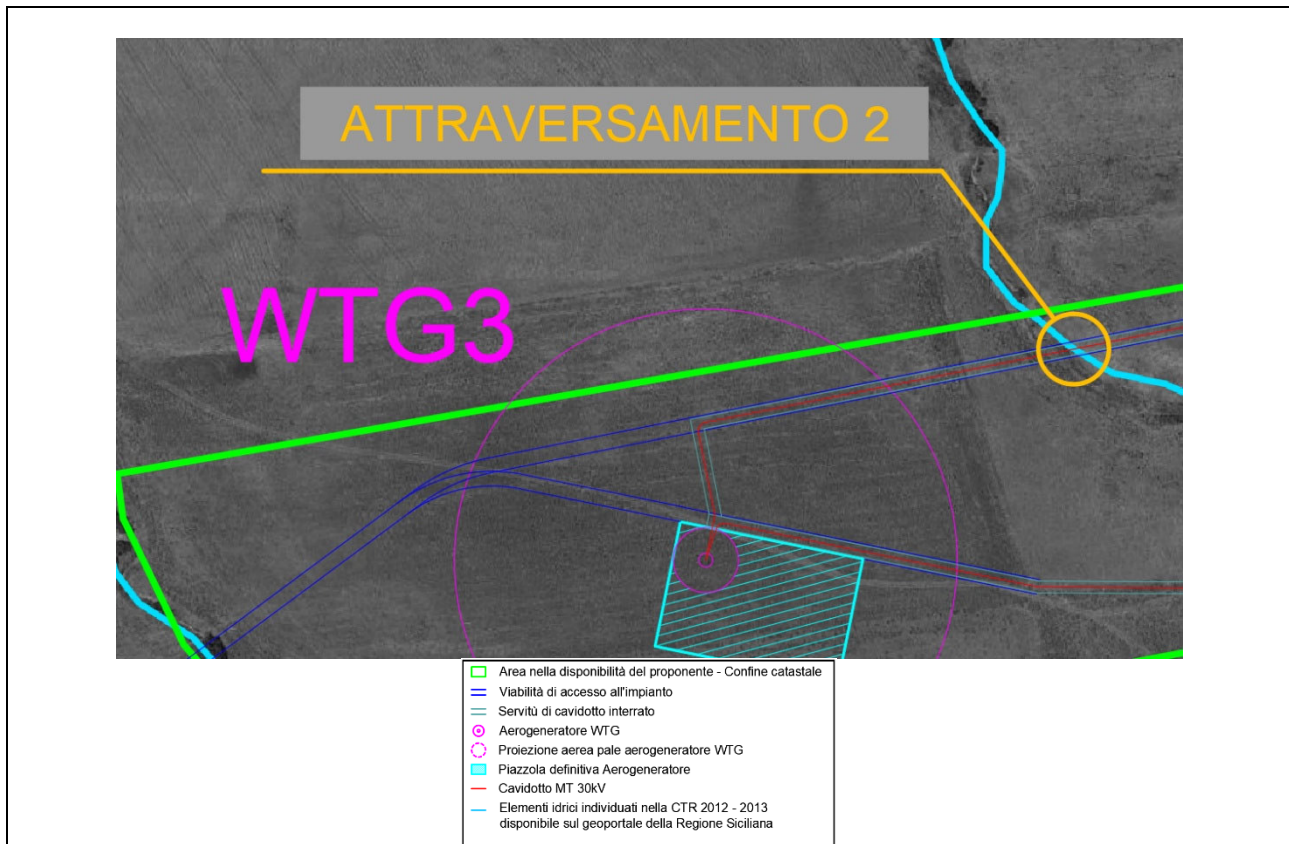 ATTRAVERSAMENTO 2
WTG3
Area nella disponibilità del proponente - Confine catastale
Viabilità di accesso all'impianto
Servitù di cavidotto interrato
Aerogeneratore WTG
Proiezione aerea pale aerogeneratore WTG
Piazzola definitiva Aerogeneratore
Cavidotto MT 30kV
Elementi idrici individuati nella CTR 2012 - 2013
disponibile sul geoportale della Regione Siciliana